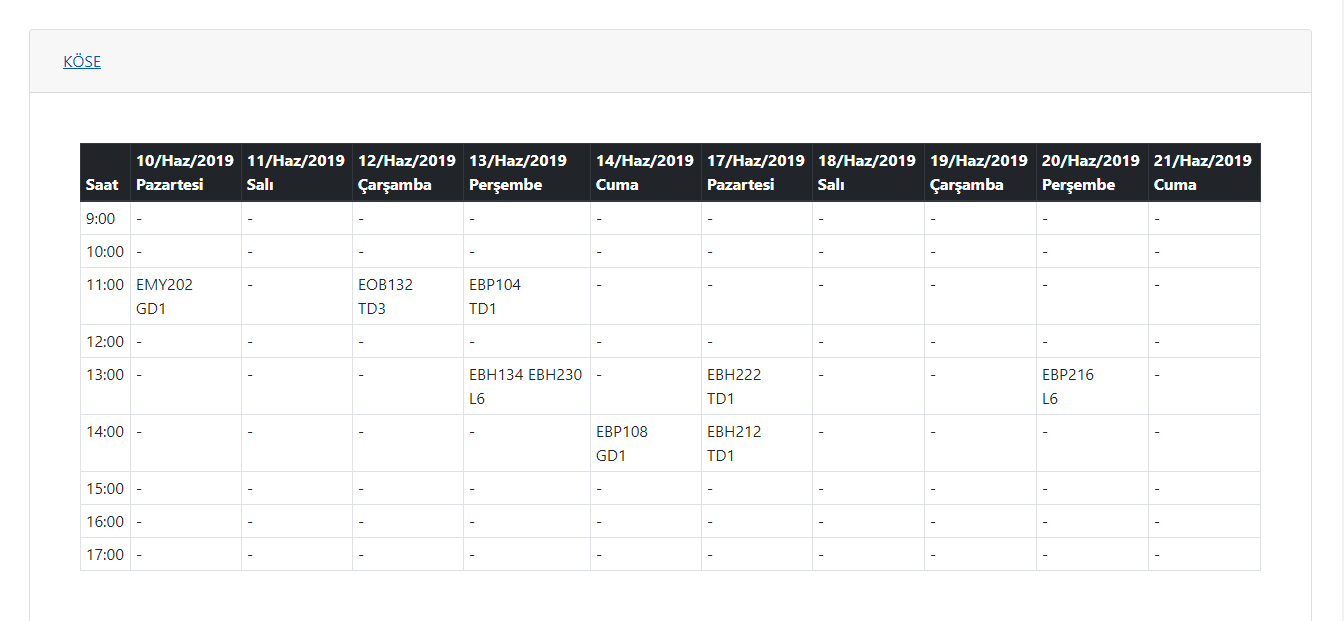 KÖSE
Saat 10/Haz/2019 Pazartesi 11/Haz/2019 Salı 12/Haz/2019 Çarşamba 13/Haz/2019 Perşembe 14/Haz/2019 Cuma 17/Haz/2019 Pazartesi 18/Haz/2019 Salı 19/Haz/2019 Çarşamba 20/Haz/2019 Perşembe 21/Haz/2019 Cuma
9:00 - - - - - - - - - -
10:00 - - - - - - - - - -
11:00 EMY202 GD1 - EOB132 TD3 EBP104 TD1 - - - - - -
12:00 - - - - - - - - - -
13:00 - - - EBH134 EBH230 L6 - EBH222 TD1 - - EBP216 L6 -
14:00 - - - - EBP108 GD1 EBH212 TD1 - - - -
15:00 - - - - - - - - - -
16:00 - - - - - - - - - -
17:00 - - - - - - - - - -